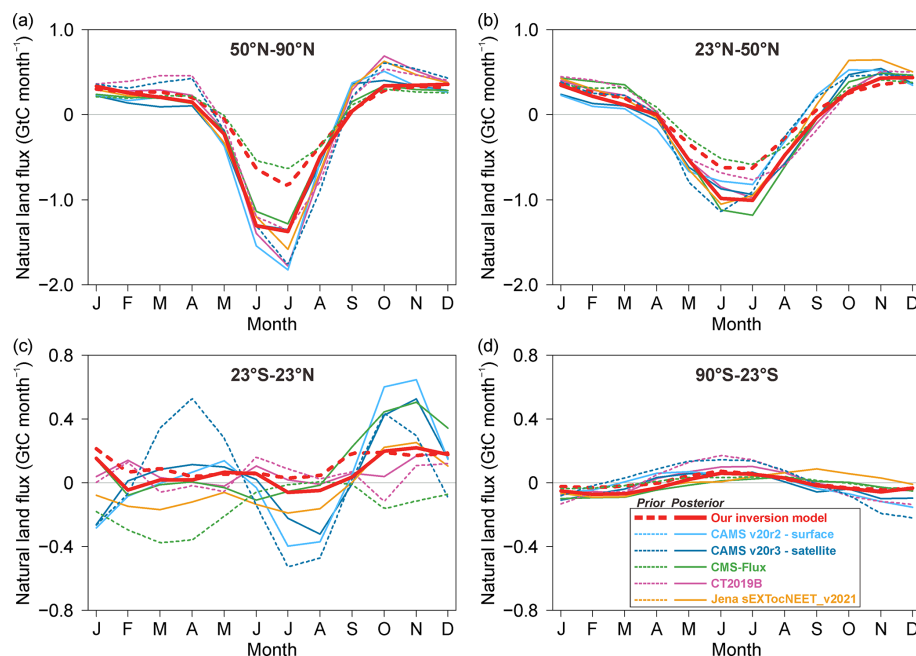 (a)
50°N-90°N
Natural land flux (GtC month⁻¹)
1.0
0
−1.0
−2.0
J F M A M J J A S O N D
Month
(b)
23°N-50°N
Natural land flux (GtC month⁻¹)
1.0
0
−1.0
−2.0
J F M A M J J A S O N D
Month
(c)
23°S-23°N
Natural land flux (GtC month⁻¹)
0.8
0.4
0
−0.4
−0.8
J F M A M J J A S O N D
Month
(d)
90°S-23°S
Natural land flux (GtC month⁻¹)
0.8
0.4
0
−0.4
−0.8
Prior Posterior
Our inversion model
CAMS v20r2 - surface
CAMS v20r3 - satellite
CMS-Flux
CT2019B
Jena sEXTocNEET_v2021
J F M A M J J A S O N D
Month